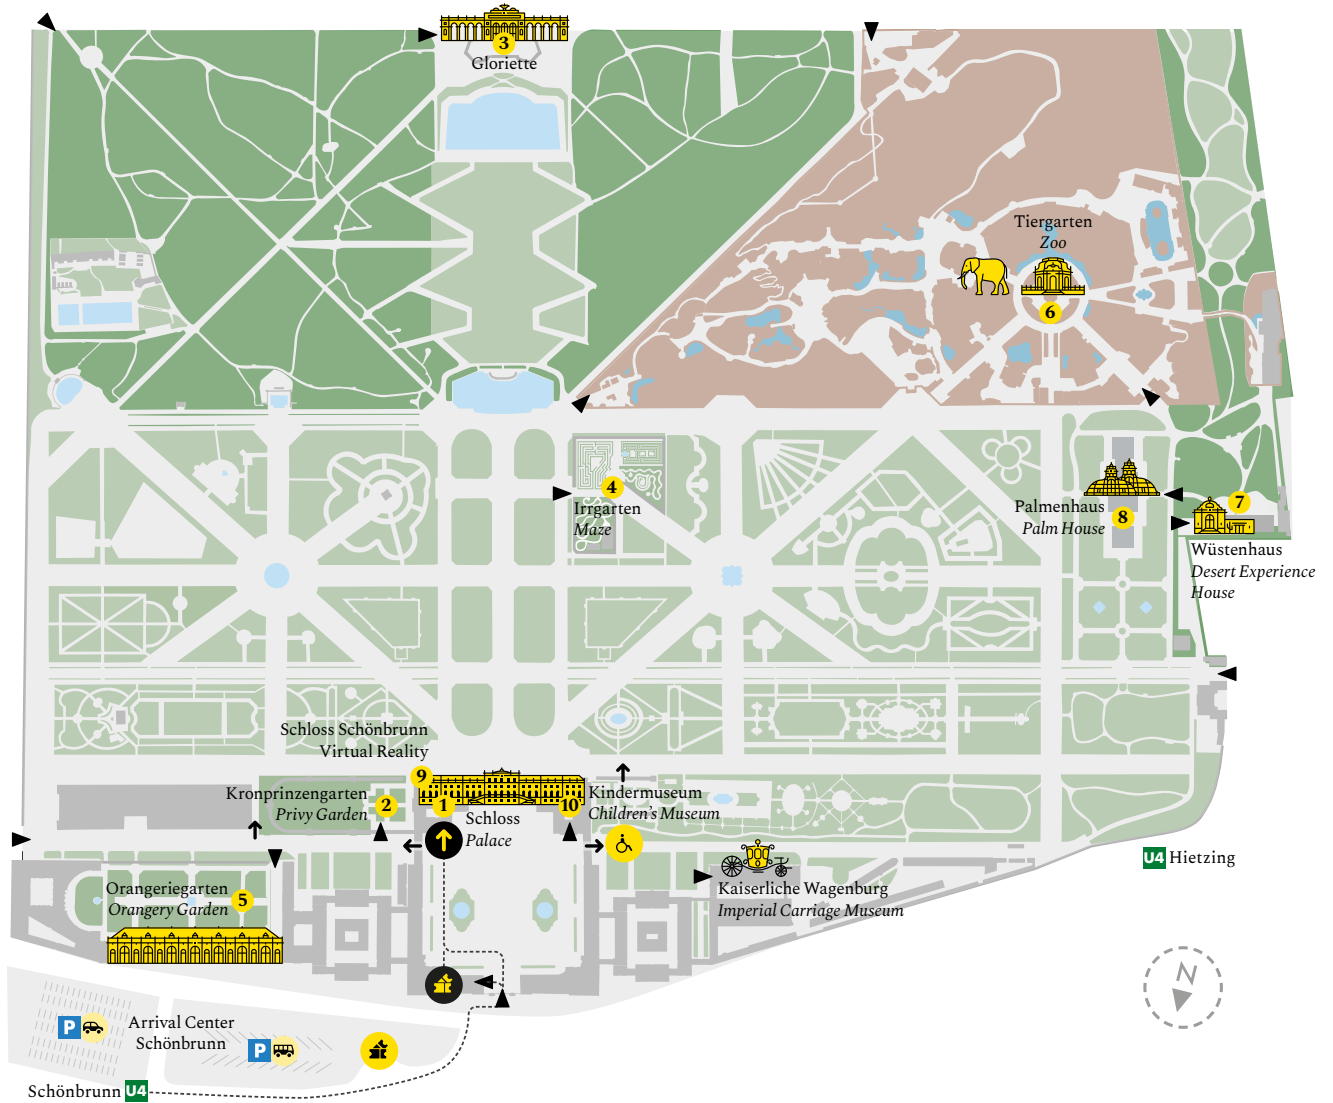 3
Gloriette
Tiergarten
Zoo
6
4
Irrgarten
Maze
Palmenhaus
Palm House
8
7
Wüstenhaus
Desert Experience
House
Schloss Schönbrunn
Virtual Reality
9
Kronprinzengarten
Privy Garden
2
1
10
Schloss
Palace
Kindermuseum
Children's Museum
U4 Hietzing
Kaiserliche Wagenburg
Imperial Carriage Museum
Orangeriegarten
Orangery Garden
5
N
P
Arrival Center
Schönbrunn
P
Schönbrunn U4